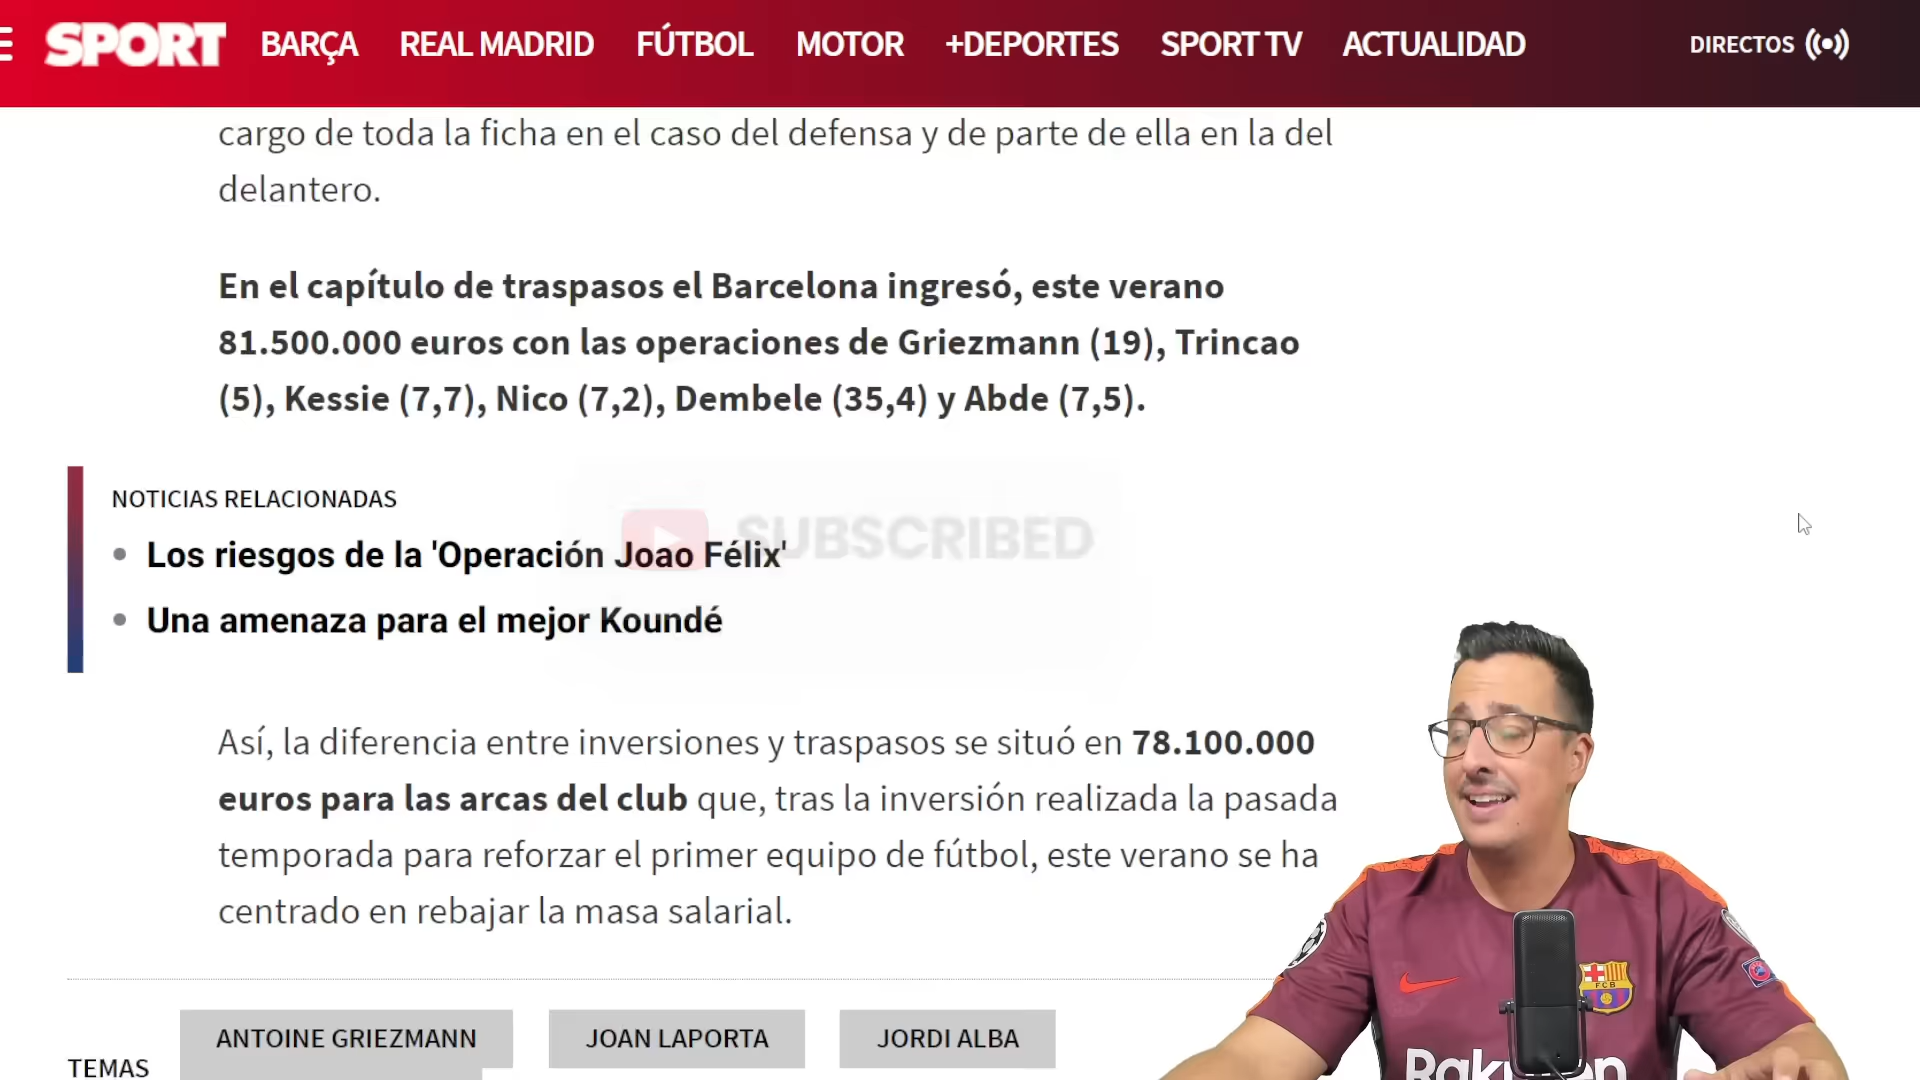 SPORT BARÇA REAL MADRID FÚTBOL MOTOR +DEPORTES SPORT TV ACTUALIDAD DIRECTOS
cargo de toda la ficha en el caso del defensa y de parte de ella en la del
delantero.
En el capítulo de traspasos el Barcelona ingresó, este verano
81.500.000 euros con las operaciones de Griezmann (19), Trincao
(5), Kessie (7,7), Nico (7,2), Dembele (35,4) y Abde (7,5).
NOTICIAS RELACIONADAS
SUBSCRIBED
• Los riesgos de la 'Operación Joao Félix'
• Una amenaza para el mejor Koundé
Así, la diferencia entre inversiones y traspasos se situó en 78.100.000
euros para las arcas del club que, tras la inversión realizada la pasada
temporada para reforzar el primer equipo de fútbol, este verano se ha
centrado en rebajar la masa salarial.
TEMAS ANTOINE GRIEZMANN JOAN LAPORTA JORDI ALBA
FCB